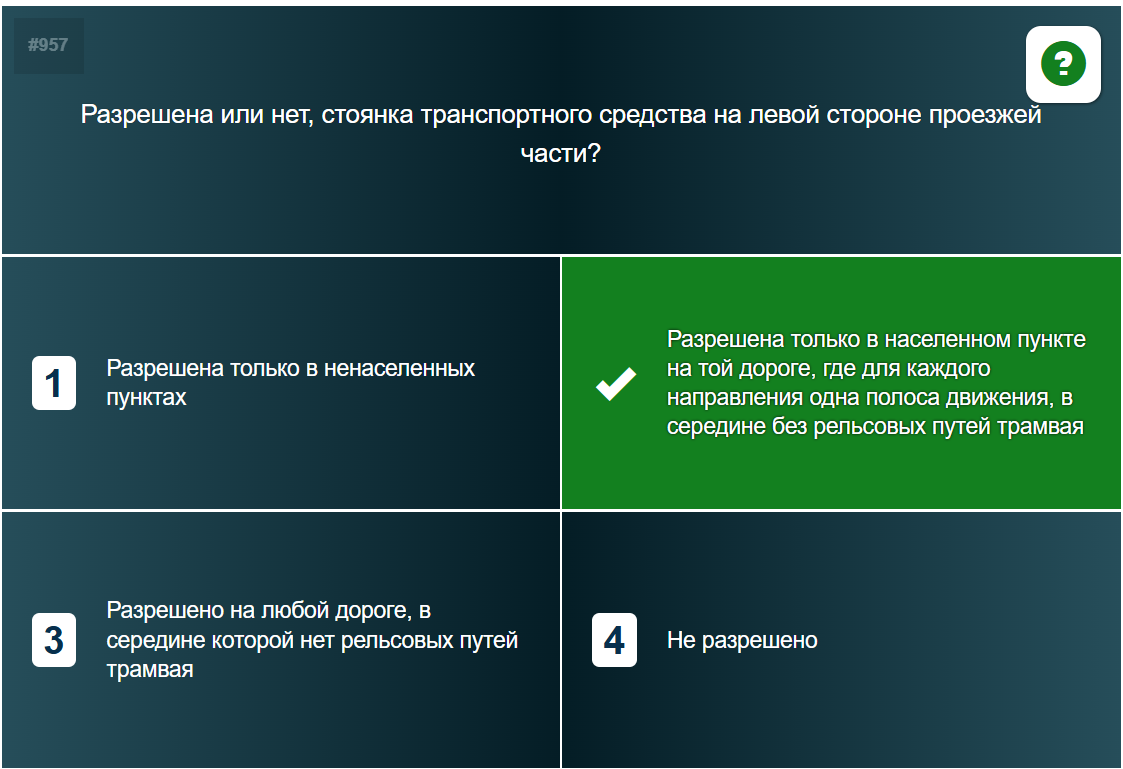 #957
?
Разрешена или нет, стоянка транспортного средства на левой стороне проезжей
части?
1
Разрешена только в ненаселенных
пунктах
Разрешена только в населенном пункте
на той дороге, где для каждого
направления одна полоса движения, в
середине без рельсовых путей трамвая
3
Разрешено на любой дороге, в
середине которой нет рельсовых путей
трамвая
4
Не разрешено